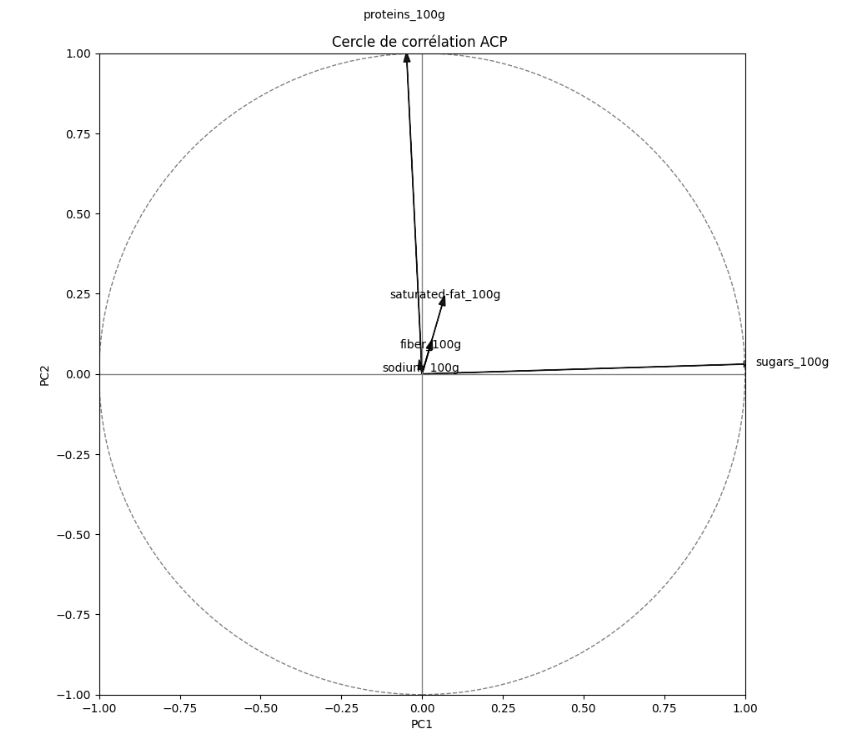 proteins_100g
Cercle de corrélation ACP
1.00
0.75
0.50
0.25
saturated-fat_100g
fiber_100g
sodium_100g
0.00
sugars_100g
PC2
−0.25
−0.50
−0.75
−1.00
−1.00 −0.75 −0.50 −0.25 0.00 0.25 0.50 0.75 1.00
PC1